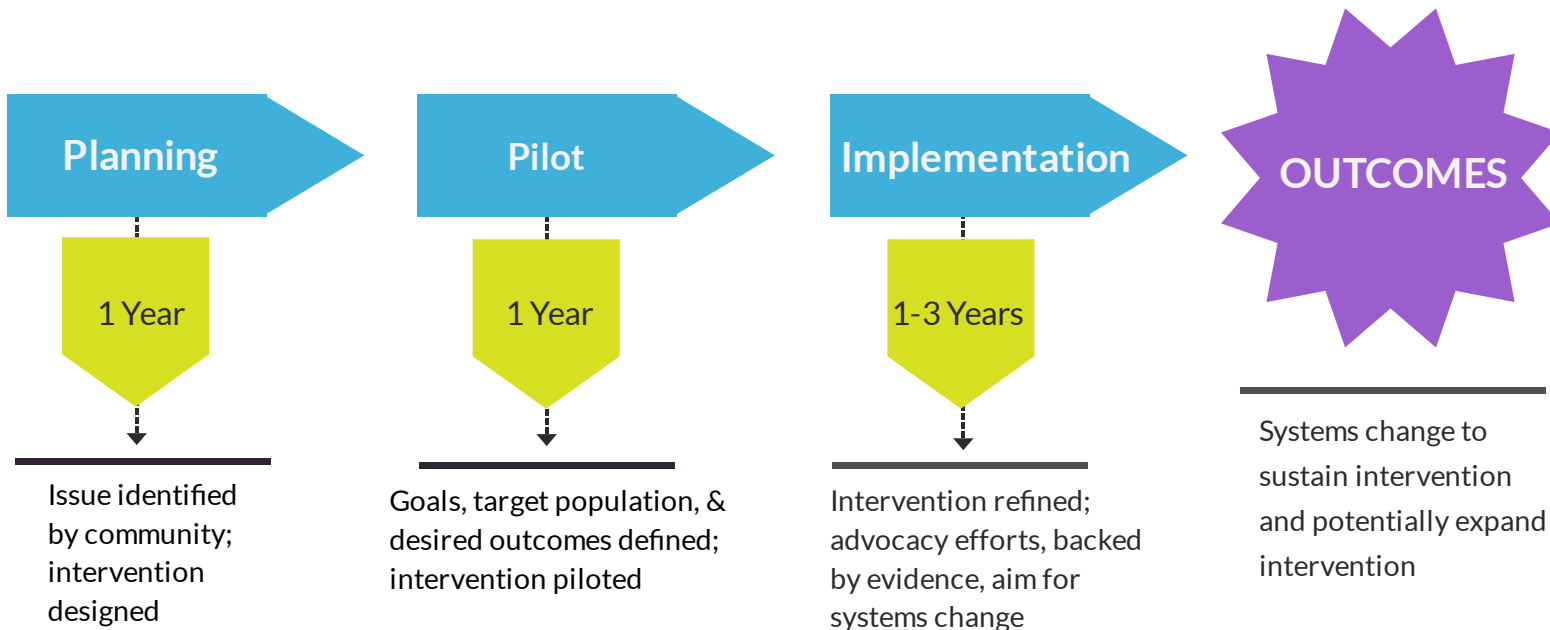 Planning
1 Year
Issue identified
by community;
intervention
designed
Pilot
1 Year
Goals, target population, &
desired outcomes defined;
intervention piloted
Implementation
1-3 Years
Intervention refined;
advocacy efforts, backed
by evidence, aim for
systems change
OUTCOMES
Systems change to
sustain intervention
and potentially expand
intervention